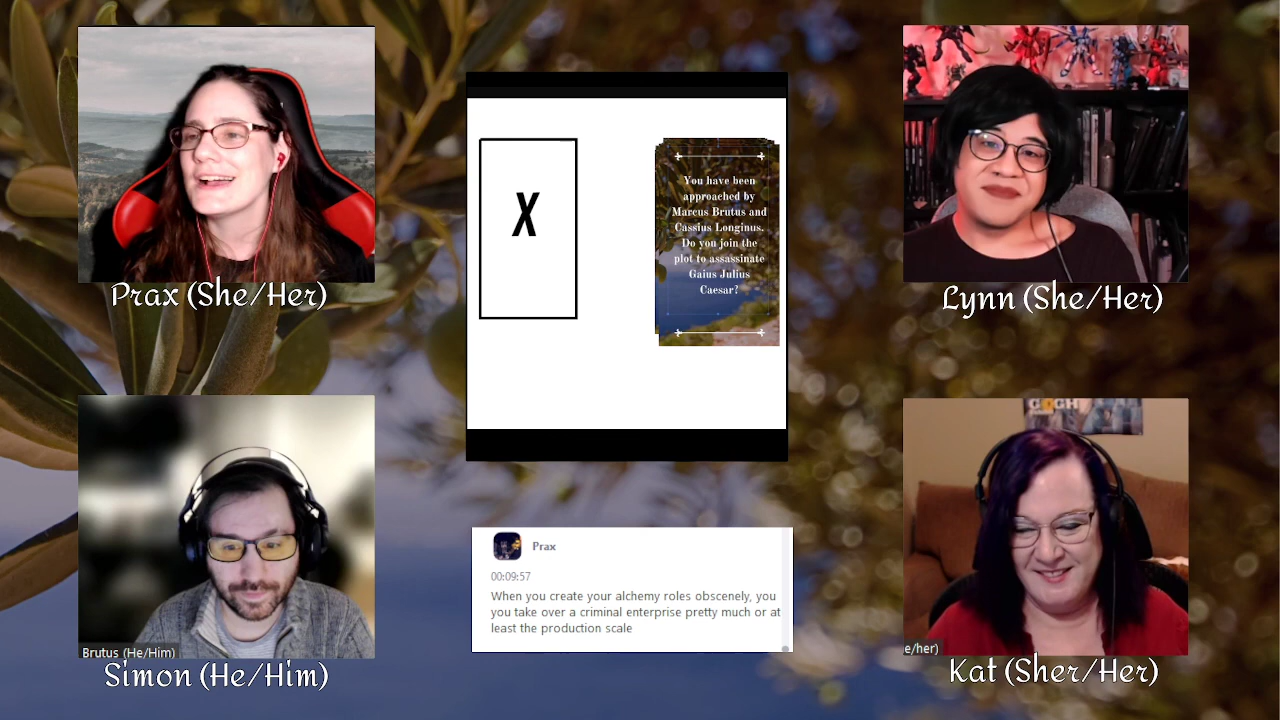 GOGH
X
You have been
approached by
Marcus Brutus and
Cassius Longinus.
Do you join the
plot to assassinate
Gaius Julius
Caesar?
Prax (She/Her)
Lynn (She/Her)
Prax
00:09:57
When you create your alchemy roles obscenely, you
you take over a criminal enterprise pretty much or at
least the production scale
Brutus (He/Him)
e/her)
Simon (He/Him)
Kat (Sher/Her)